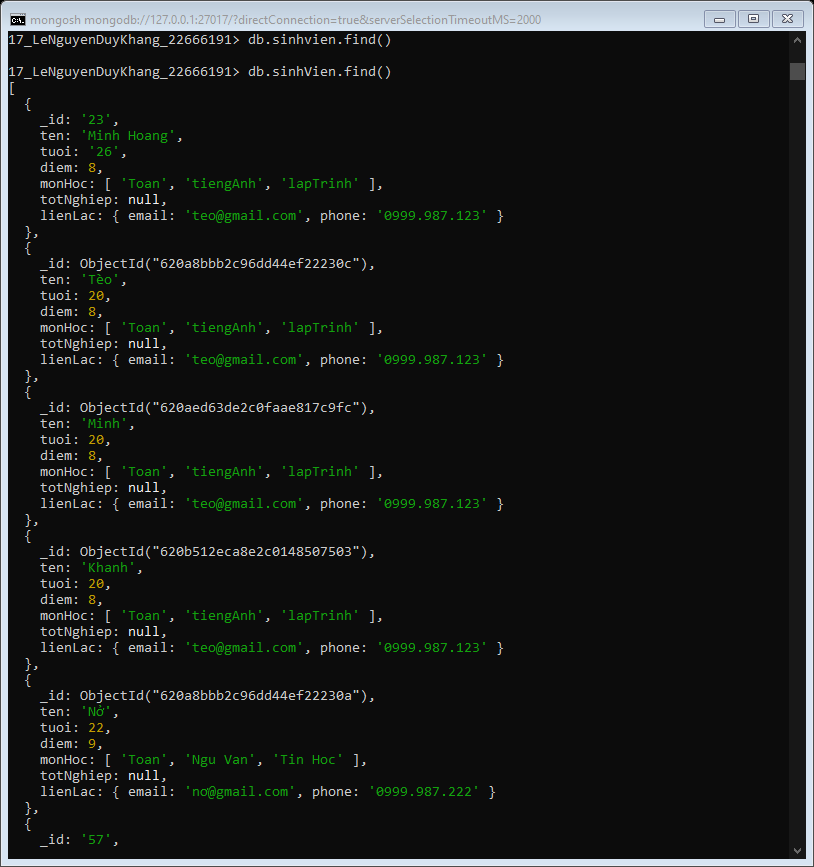 mongosh mongodb://127.0.0.1:27017/?directConnection=true&serverSelectionTimeoutMS=2000
17_LeNguyenDuyKhang_22666191> db.sinhvien.find()
17_LeNguyenDuyKhang_22666191> db.sinhVien.find()
[
  {
    _id: '23',
    ten: 'Minh Hoang',
    tuoi: '26',
    diem: 8,
    monHoc: [ 'Toan', 'tiengAnh', 'lapTrinh' ],
    totNghiep: null,
    lienLac: { email: 'teo@gmail.com', phone: '0999.987.123' }
  },
  {
    _id: ObjectId("620a8bbb2c96dd44ef22230c"),
    ten: 'Tèo',
    tuoi: 20,
    diem: 8,
    monHoc: [ 'Toan', 'tiengAnh', 'lapTrinh' ],
    totNghiep: null,
    lienLac: { email: 'teo@gmail.com', phone: '0999.987.123' }
  },
  {
    _id: ObjectId("620aed63de2c0faae817c9fc"),
    ten: 'Minh',
    tuoi: 20,
    diem: 8,
    monHoc: [ 'Toan', 'tiengAnh', 'lapTrinh' ],
    totNghiep: null,
    lienLac: { email: 'teo@gmail.com', phone: '0999.987.123' }
  },
  {
    _id: ObjectId("620b512eca8e2c0148507503"),
    ten: 'Khanh',
    tuoi: 20,
    diem: 8,
    monHoc: [ 'Toan', 'tiengAnh', 'lapTrinh' ],
    totNghiep: null,
    lienLac: { email: 'teo@gmail.com', phone: '0999.987.123' }
  },
  {
    _id: ObjectId("620a8bbb2c96dd44ef22230a"),
    ten: 'Nở',
    tuoi: 22,
    diem: 9,
    monHoc: [ 'Toan', 'Ngu Van', 'Tin Hoc' ],
    totNghiep: null,
    lienLac: { email: 'no@gmail.com', phone: '0999.987.222' }
  },
  {
    _id: '57',